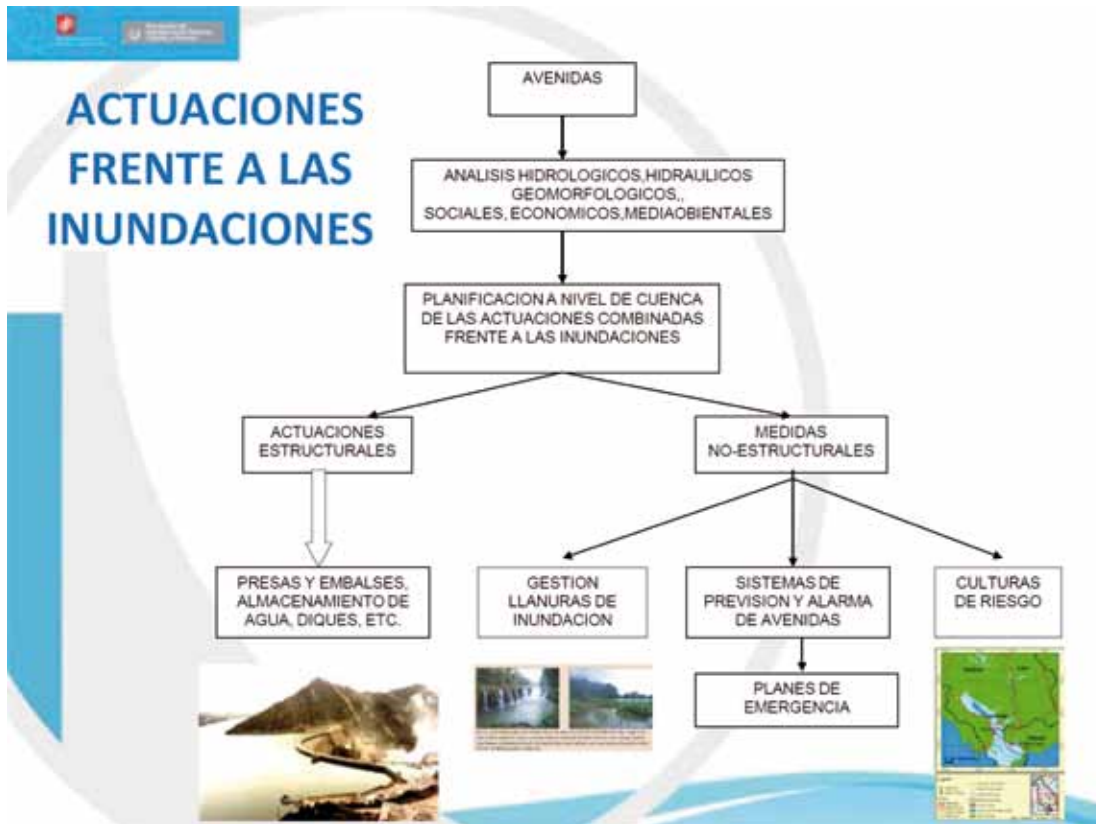 ACTUACIONES
FRENTE A LAS
INUNDACIONES
AVENIDAS
ANALISIS HIDROLOGICOS,HIDRAULICOS
GEOMORFOLOGICOS,,
SOCIALES, ECONOMICOS,MEDIAOBIENTALES
PLANIFICACION A NIVEL DE CUENCA
DE LAS ACTUACIONES COMBINADAS
FRENTE A LAS INUNDACIONES
ACTUACIONES
ESTRUCTURALES
MEDIDAS
NO-ESTRUCTURALES
PRESAS Y EMBALSES,
ALMACENAMIENTO DE
AGUA, DIQUES, ETC.
GESTION
LLANURAS DE
INUNDACION
SISTEMAS DE
PREVISION Y ALARMA
DE AVENIDAS
CULTURAS
DE RIESGO
PLANES DE
EMERGENCIA